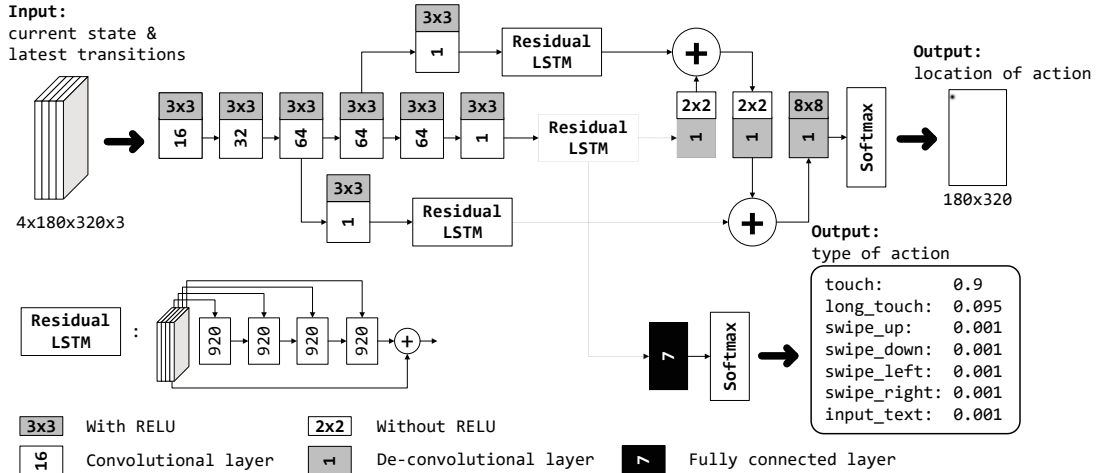 Input:
current state &
latest transitions
4x180x320x3
3x3
1
Residual
LSTM
+
3x3 3x3 3x3 3x3 3x3 3x3
16 32 64 64 64 1
Residual
LSTM
2x2 2x2 8x8
1 1 1
Softmax
Output:
location of action
180x320
3x3
1
Residual
LSTM
+
Output:
type of action
touch: 0.9
long_touch: 0.095
swipe_up: 0.001
swipe_down: 0.001
swipe_left: 0.001
swipe_right: 0.001
input_text: 0.001
7
Softmax
Residual
LSTM
:
920 920 920 920
+
3x3 With RELU
2x2 Without RELU
16 Convolutional layer
1 De-convolutional layer
7 Fully connected layer